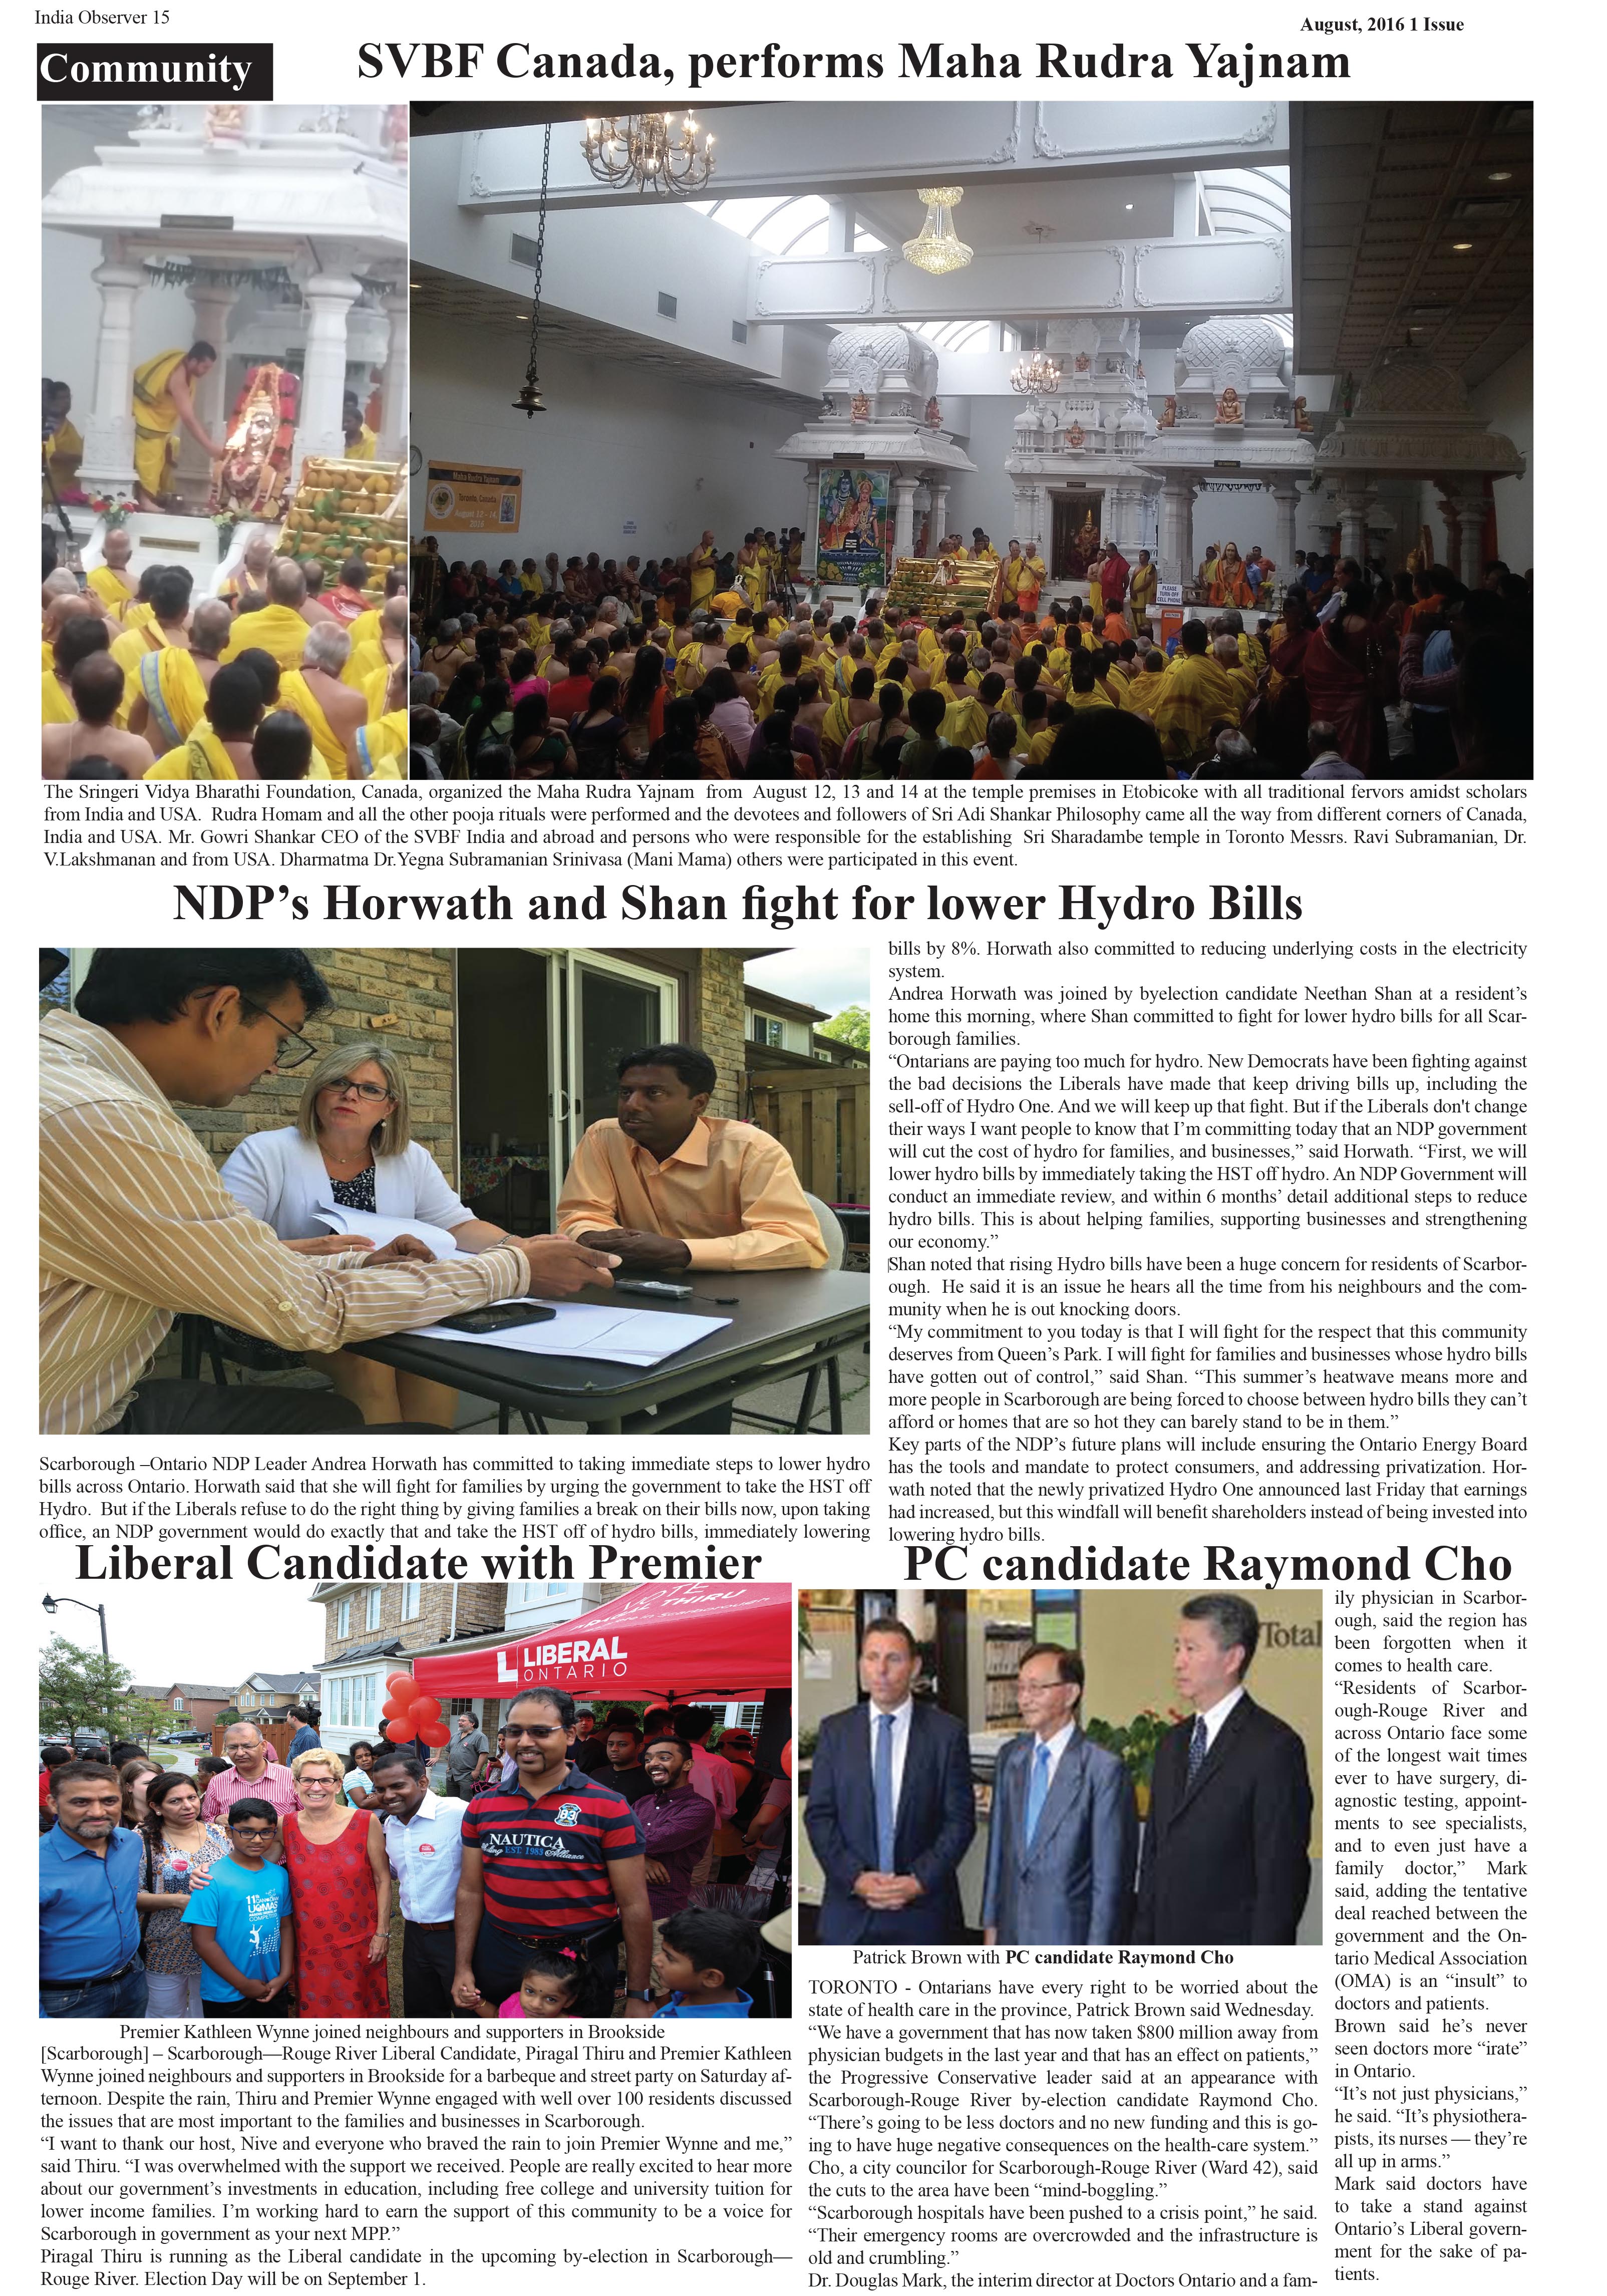 India Observer 15
August, 2016 1 Issue
Community
SVBF Canada, performs Maha Rudra Yajnam
Maha Rudra Yajnam
Toronto, Canada
August 12 - 14,
2016
PLEASE
TURN-OFF
CELL PHONE
The Sringeri Vidya Bharathi Foundation, Canada, organized the Maha Rudra Yajnam from August 12, 13 and 14 at the temple premises in Etobicoke with all traditional fervors amidst scholars
from India and USA. Rudra Homam and all the other pooja rituals were performed and the devotees and followers of Sri Adi Shankar Philosophy came all the way from different corners of Canada,
India and USA. Mr. Gowri Shankar CEO of the SVBF India and abroad and persons who were responsible for the establishing Sri Sharadambe temple in Toronto Messrs. Ravi Subramanian, Dr.
V.Lakshmanan and from USA. Dharmatma Dr.Yegna Subramanian Srinivasa (Mani Mama) others were participated in this event.
NDP’s Horwath and Shan fight for lower Hydro Bills
Scarborough –Ontario NDP Leader Andrea Horwath has committed to taking immediate steps to lower hydro
bills across Ontario. Horwath said that she will fight for families by urging the government to take the HST off
Hydro. But if the Liberals refuse to do the right thing by giving families a break on their bills now, upon taking
office, an NDP government would do exactly that and take the HST off of hydro bills, immediately lowering
bills by 8%. Horwath also committed to reducing underlying costs in the electricity
system.
Andrea Horwath was joined by byelection candidate Neethan Shan at a resident’s
home this morning, where Shan committed to fight for lower hydro bills for all Scar-
borough families.
“Ontarians are paying too much for hydro. New Democrats have been fighting against
the bad decisions the Liberals have made that keep driving bills up, including the
sell-off of Hydro One. And we will keep up that fight. But if the Liberals don't change
their ways I want people to know that I’m committing today that an NDP government
will cut the cost of hydro for families, and businesses,” said Horwath. “First, we will
lower hydro bills by immediately taking the HST off hydro. An NDP Government will
conduct an immediate review, and within 6 months’ detail additional steps to reduce
hydro bills. This is about helping families, supporting businesses and strengthening
our economy.”
Shan noted that rising Hydro bills have been a huge concern for residents of Scarbor-
ough. He said it is an issue he hears all the time from his neighbours and the com-
munity when he is out knocking doors.
“My commitment to you today is that I will fight for the respect that this community
deserves from Queen’s Park. I will fight for families and businesses whose hydro bills
have gotten out of control,” said Shan. “This summer’s heatwave means more and
more people in Scarborough are being forced to choose between hydro bills they can’t
afford or homes that are so hot they can barely stand to be in them.”
Key parts of the NDP’s future plans will include ensuring the Ontario Energy Board
has the tools and mandate to protect consumers, and addressing privatization. Hor-
wath noted that the newly privatized Hydro One announced last Friday that earnings
had increased, but this windfall will benefit shareholders instead of being invested into
lowering hydro bills.
Liberal Candidate with Premier
VOTE
THIRU
LIBERAL
ONTARIO
83
NAUTICA
EST. 1983 Alliance
Premier Kathleen Wynne joined neighbours and supporters in Brookside
[Scarborough] – Scarborough—Rouge River Liberal Candidate, Piragal Thiru and Premier Kathleen
Wynne joined neighbours and supporters in Brookside for a barbeque and street party on Saturday af-
ternoon. Despite the rain, Thiru and Premier Wynne engaged with well over 100 residents discussed
the issues that are most important to the families and businesses in Scarborough.
“I want to thank our host, Nive and everyone who braved the rain to join Premier Wynne and me,”
said Thiru. “I was overwhelmed with the support we received. People are really excited to hear more
about our government’s investments in education, including free college and university tuition for
lower income families. I’m working hard to earn the support of this community to be a voice for
Scarborough in government as your next MPP.”
Piragal Thiru is running as the Liberal candidate in the upcoming by-election in Scarborough—
Rouge River. Election Day will be on September 1.
PC candidate Raymond Cho
Total
Patrick Brown with PC candidate Raymond Cho
TORONTO - Ontarians have every right to be worried about the
state of health care in the province, Patrick Brown said Wednesday.
“We have a government that has now taken $800 million away from
physician budgets in the last year and that has an effect on patients,”
the Progressive Conservative leader said at an appearance with
Scarborough-Rouge River by-election candidate Raymond Cho.
“There’s going to be less doctors and no new funding and this is go-
ing to have huge negative consequences on the health-care system.”
Cho, a city councilor for Scarborough-Rouge River (Ward 42), said
the cuts to the area have been “mind-boggling.”
“Scarborough hospitals have been pushed to a crisis point,” he said.
“Their emergency rooms are overcrowded and the infrastructure is
old and crumbling.”
Dr. Douglas Mark, the interim director at Doctors Ontario and a fam-
ily physician in Scarbor-
ough, said the region has
been forgotten when it
comes to health care.
“Residents of Scarbor-
ough-Rouge River and
across Ontario face some
of the longest wait times
ever to have surgery, di-
agnostic testing, appoint-
ments to see specialists,
and to even just have a
family doctor,” Mark
said, adding the tentative
deal reached between the
government and the On-
tario Medical Association
(OMA) is an “insult” to
doctors and patients.
Brown said he’s never
seen doctors more “irate”
in Ontario.
“It’s not just physicians,”
he said. “It’s physiothera-
pists, its nurses — they’re
all up in arms.”
Mark said doctors have
to take a stand against
Ontario’s Liberal govern-
ment for the sake of pa-
tients.